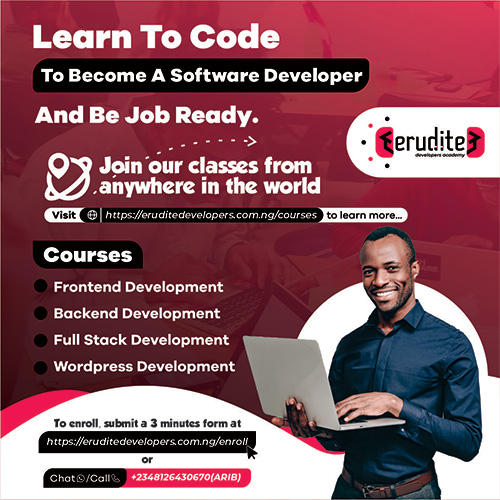 Learn To Code
To Become A Software Developer
And Be Job Ready.
erudite
developers academy
Join our classes from
anywhere in the world
Visit https://eruditedevelopers.com.ng/courses to learn more...
Courses
Frontend Development
Backend Development
Full Stack Development
Wordpress Development
To enroll, submit a 3 minutes form at
https://eruditedevelopers.com.ng/enroll
or
Chat/Call +2348126430670(ARIB)